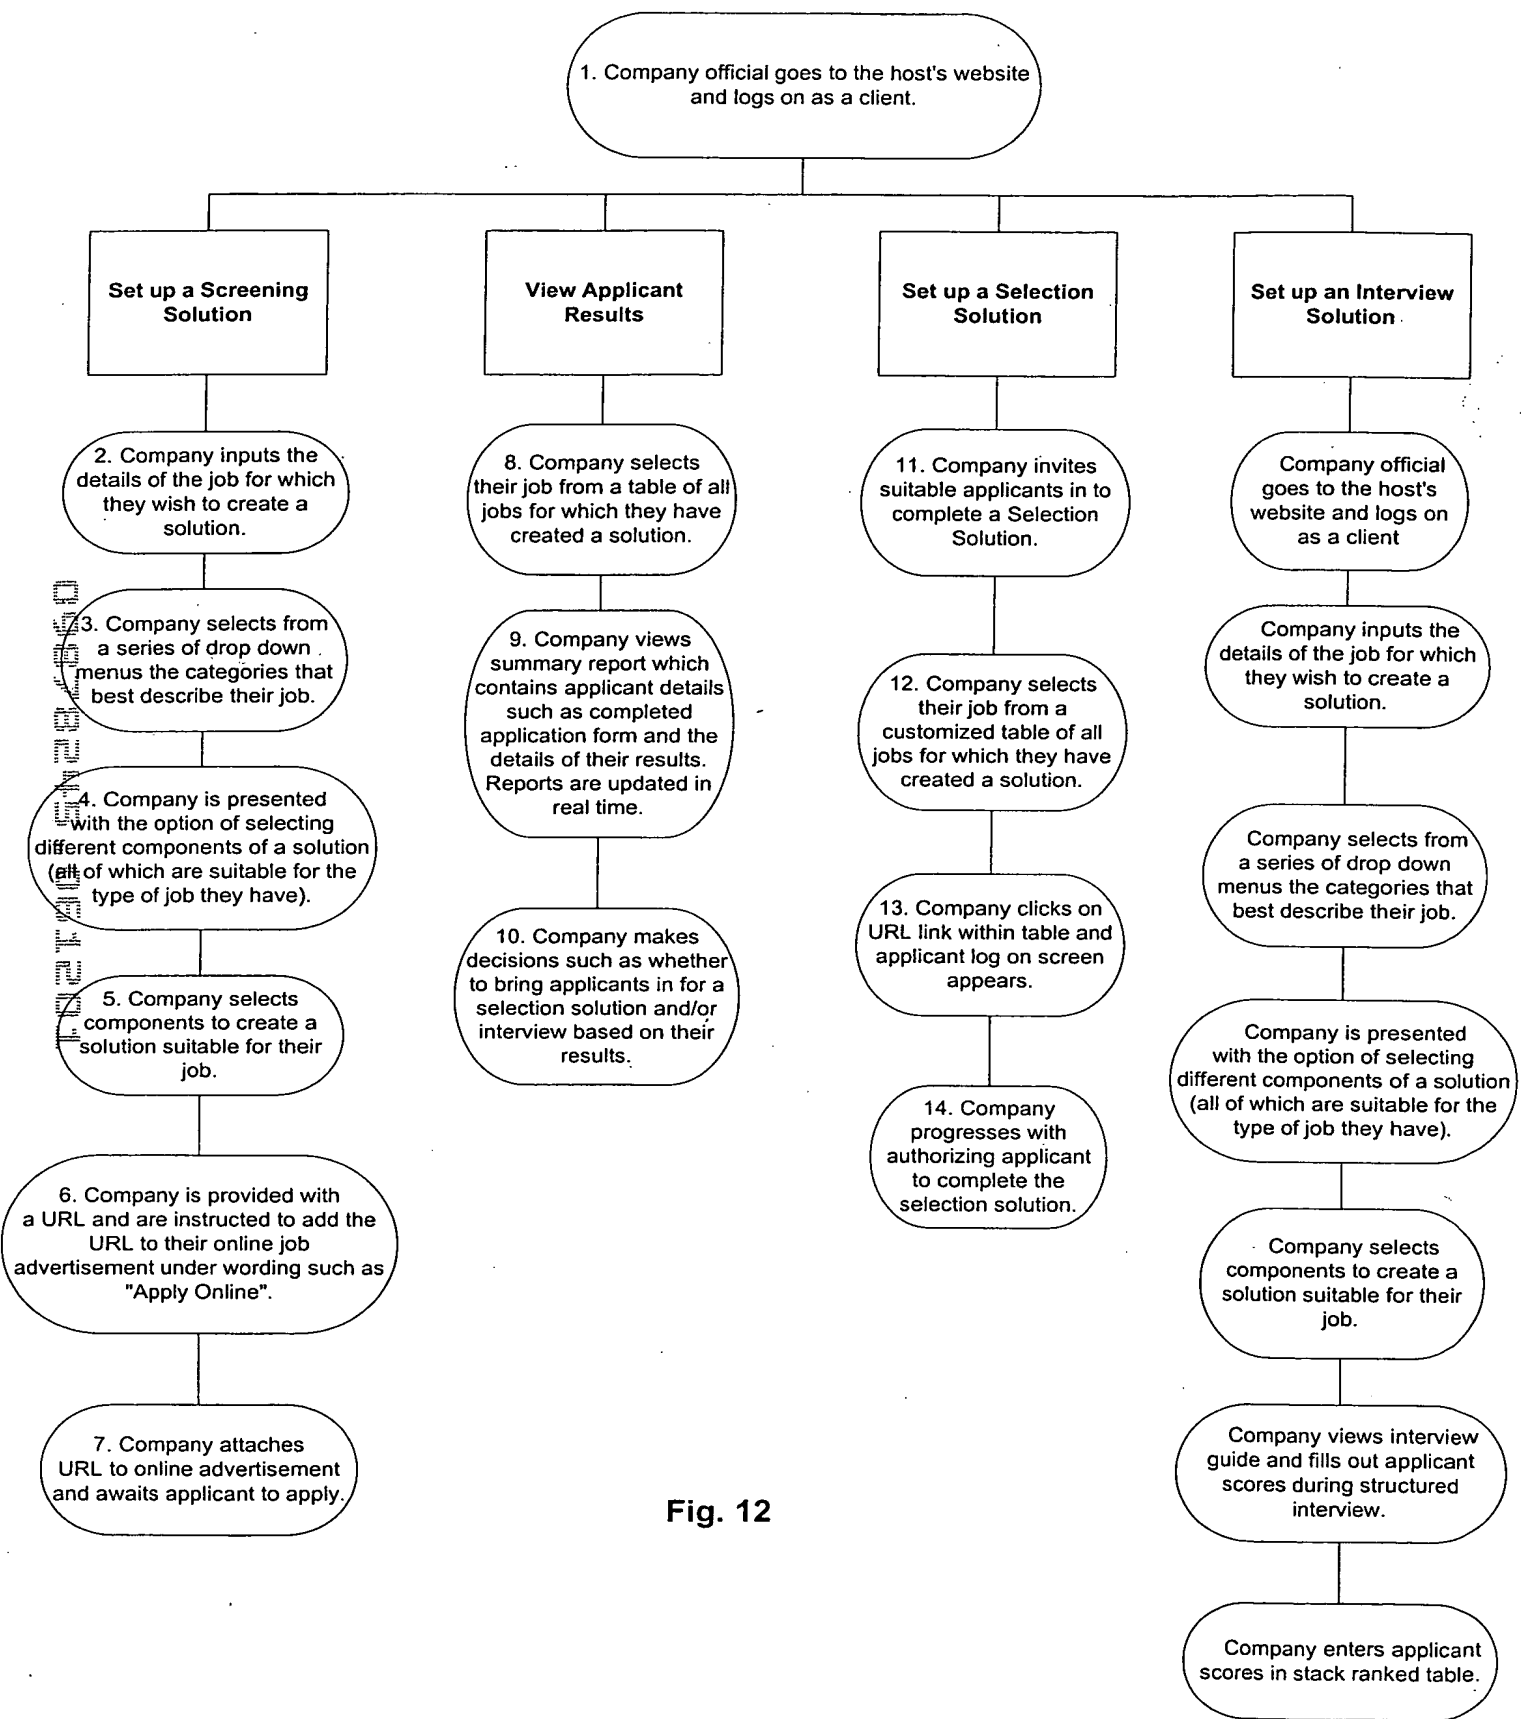 1. Company official goes to the host's website
and logs on as a client.
Set up a Screening
Solution
2. Company inputs the
details of the job for which
they wish to create a
solution.
3. Company selects from
a series of drop down
menus the categories that
best describe their job.
4. Company is presented
with the option of selecting
different components of a solution
(all of which are suitable for the
type of job they have).
5. Company selects
components to create a
solution suitable for their
job.
6. Company is provided with
a URL and are instructed to add the
URL to their online job
advertisement under wording such as
"Apply Online".
7. Company attaches
URL to online advertisement
and awaits applicant to apply.
View Applicant
Results
8. Company selects
their job from a table of all
jobs for which they have
created a solution.
9. Company views
summary report which
contains applicant details
such as completed
application form and the
details of their results.
Reports are updated in
real time.
10. Company makes
decisions such as whether
to bring applicants in for a
selection solution and/or
interview based on their
results.
Set up a Selection
Solution
11. Company invites
suitable applicants in to
complete a Selection
Solution.
12. Company selects
their job from a
customized table of all
jobs for which they have
created a solution.
13. Company clicks on
URL link within table and
applicant log on screen
appears.
14. Company
progresses with
authorizing applicant
to complete the
selection solution.
Set up an Interview
Solution
Company official
goes to the host's
website and logs on
as a client
Company inputs the
details of the job for which
they wish to create a
solution.
Company selects from
a series of drop down
menus the categories that
best describe their job.
Company is presented
with the option of selecting
different components of a solution
(all of which are suitable for the
type of job they have).
Company selects
components to create a
solution suitable for their
job.
Company views interview
guide and fills out applicant
scores during structured
interview.
Company enters applicant
scores in stack ranked table.
Fig. 12